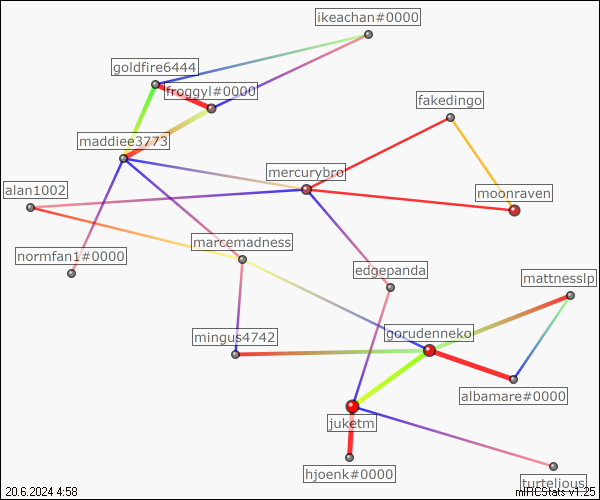 ikeachan#0000
goldfire6444
froggyl#0000
fakedingo
maddiee3773
mercurybro
alan1002
moonraven
marcemadness
normfan1#0000
edgepanda
mattnesslp
mingus4742
gorudenneko
albamare#0000
juketm
hjoenk#0000
turtelious
20.6.2024 4:58
mIRCStats v1.25